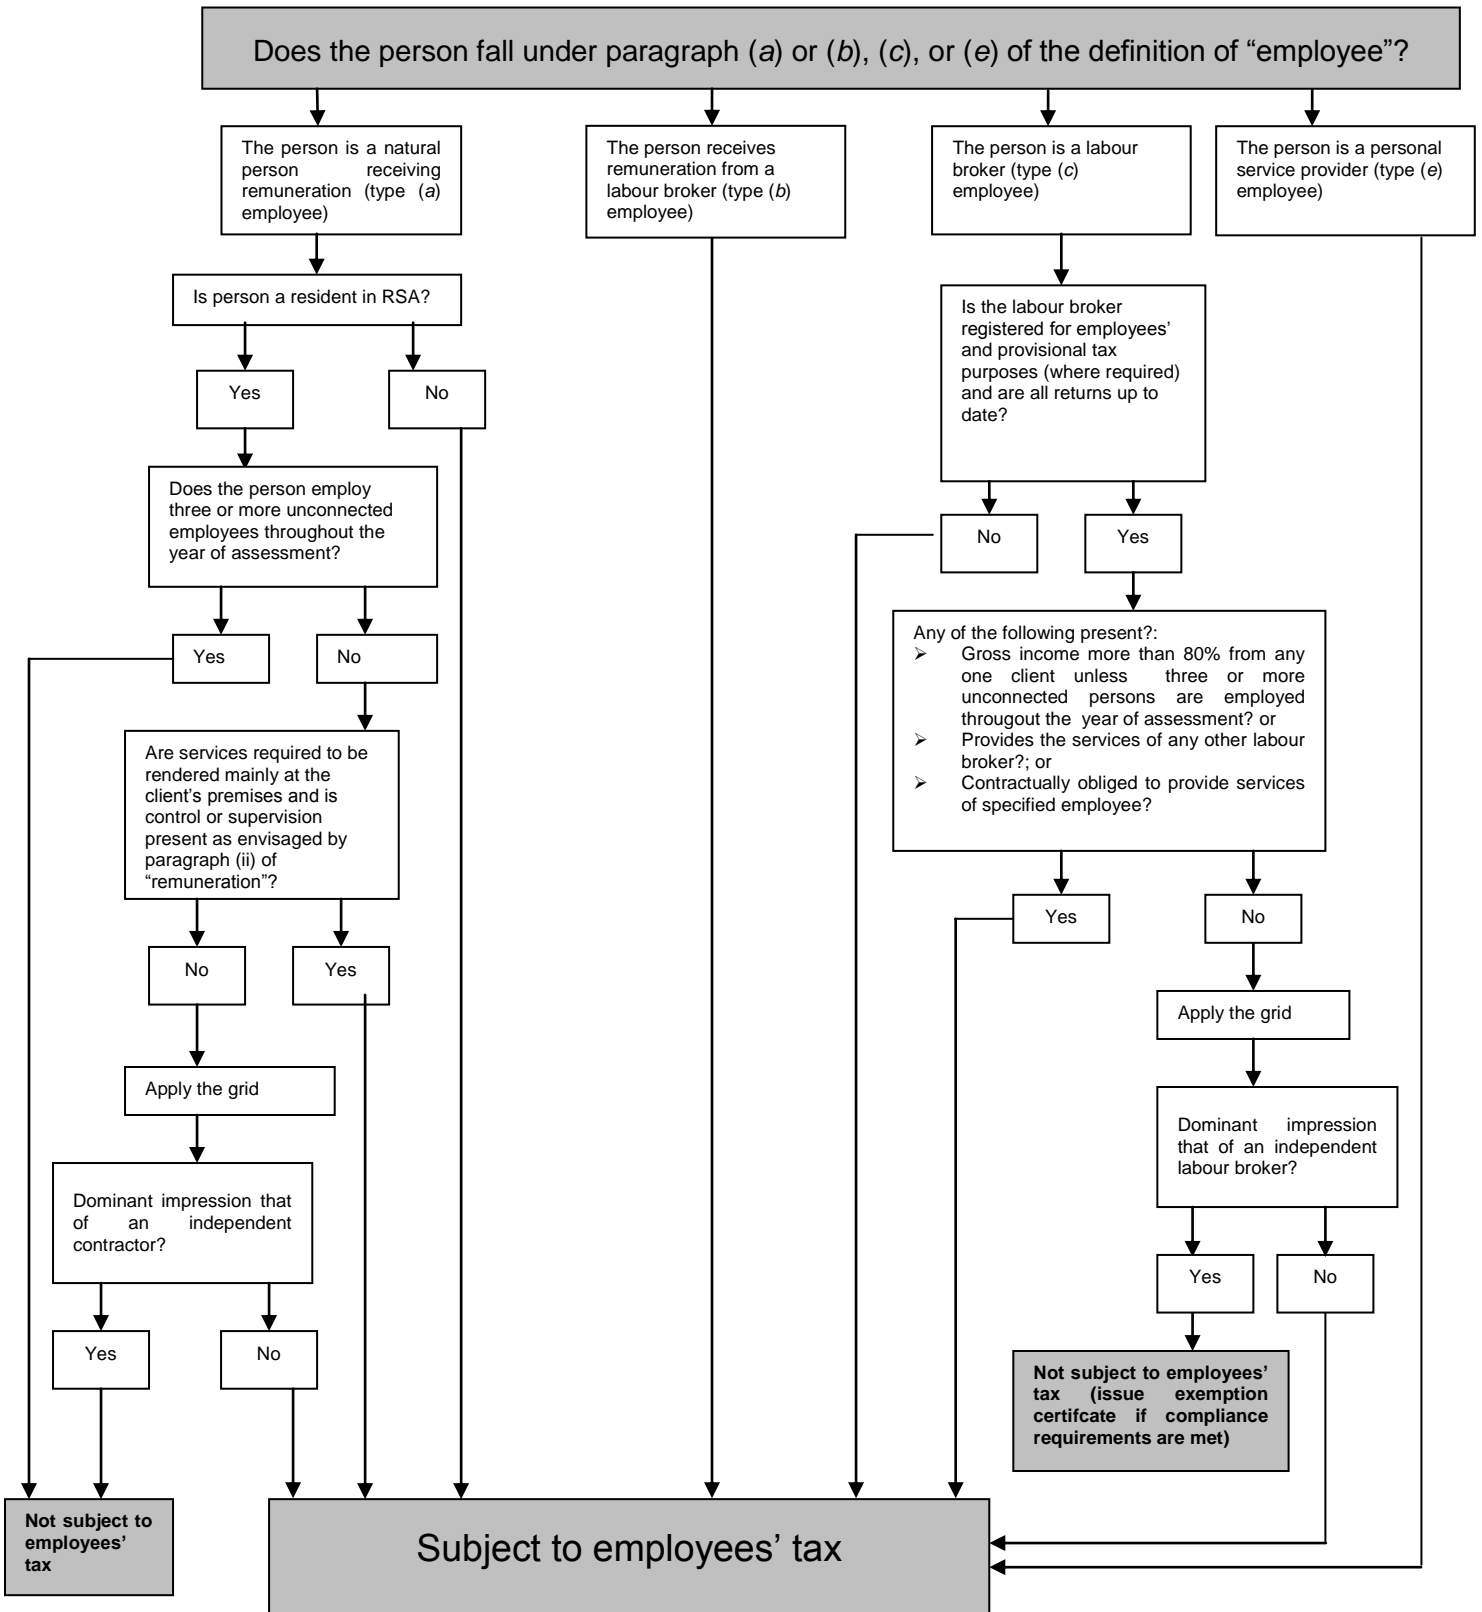 Does the person fall under paragraph (a) or (b), (c), or (e) of the definition of “employee”?
The person is a natural
person receiving
remuneration (type (a)
employee)
The person receives
remuneration from a
labour broker (type (b)
employee)
The person is a labour
broker (type (c)
employee)
The person is a personal
service provider (type (e)
employee)
Is person a resident in RSA?
Yes
No
Is the labour broker
registered for employees’
and provisional tax
purposes (where required)
and are all returns up to
date?
Does the person employ
three or more unconnected
employees throughout the
year of assessment?
No
Yes
Yes
No
Any of the following present?:
➢ Gross income more than 80% from any
one client unless three or more
unconnected persons are employed
througout the year of assessment? or
➢ Provides the services of any other labour
broker?; or
➢ Contractually obliged to provide services
of specified employee?
Are services required to be
rendered mainly at the
client’s premises and is
control or supervision
present as envisaged by
paragraph (ii) of
“remuneration”?
Yes
No
No
Yes
Apply the grid
Apply the grid
Dominant impression
that of an independent
labour broker?
Dominant impression that
of an independent
contractor?
Yes
No
Yes
No
Not subject to employees’
tax (issue exemption
certifcate if compliance
requirements are met)
Not subject to
employees’
tax
Subject to employees’ tax